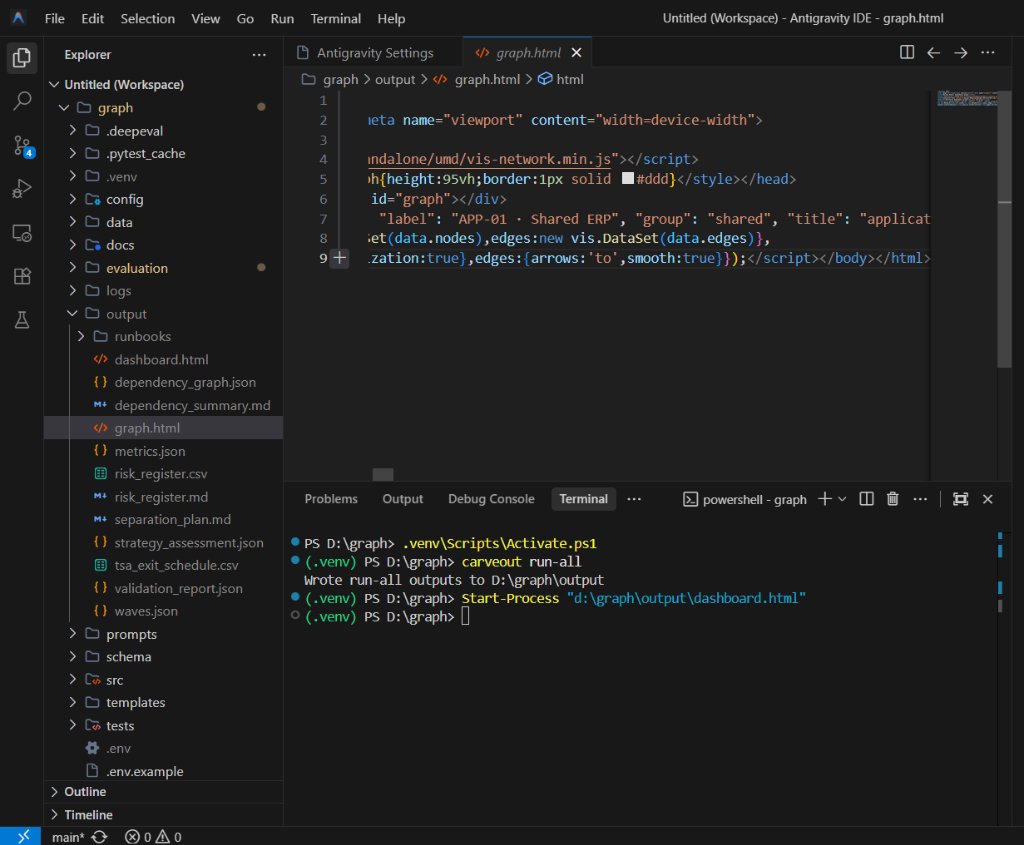 File Edit Selection View Go Run Terminal Help
Untitled (Workspace) - Antigravity IDE - graph.html
Explorer
Untitled (Workspace)
graph
.deepeval
.pytest_cache
.venv
config
data
docs
evaluation
logs
output
runbooks
dashboard.html
dependency_graph.json
dependency_summary.md
graph.html
metrics.json
risk_register.csv
risk_register.md
separation_plan.md
strategy_assessment.json
tsa_exit_schedule.csv
validation_report.json
waves.json
prompts
schema
src
templates
tests
.env
.env.example
Outline
Timeline
4
Antigravity Settings graph.html
graph > output > graph.html > html
1
2 neta name="viewport" content="width=device-width">
3
4 andalone/umd/vis-network.min.js"></script>
5 h{height:95vh;border:1px solid #ddd}</style></head>
6 id="graph"></div>
7 "label": "APP-01 · Shared ERP", "group": "shared", "title": "applicat
8 Set(data.nodes),edges:new vis.DataSet(data.edges)},
9 zation:true},edges:{arrows:'to',smooth:true}});</script></body></html>
Problems Output Debug Console Terminal
powershell - graph
PS D:\graph> .venv\Scripts\Activate.ps1
(.venv) PS D:\graph> carveout run-all
Wrote run-all outputs to D:\graph\output
(.venv) PS D:\graph> Start-Process "d:\graph\output\dashboard.html"
(.venv) PS D:\graph>
main* 0 0